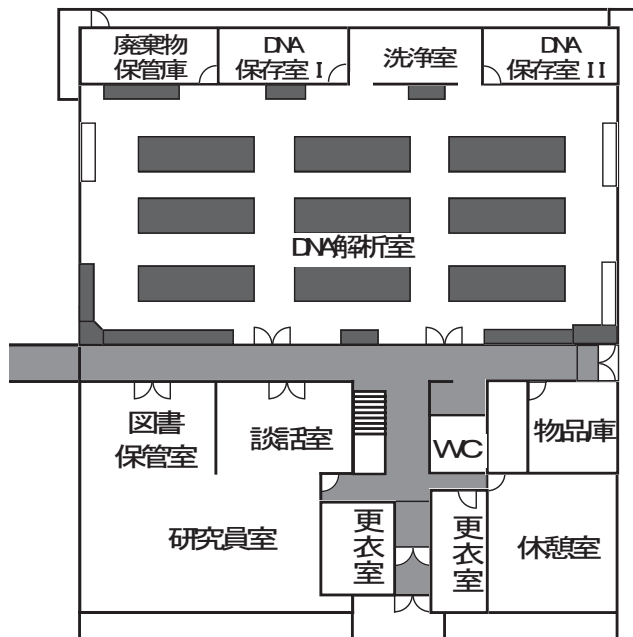 廃棄物
保管庫
DNA
保存室 I
洗浄室
DNA
保存室 II
DNA解析室
図書
保管室
談話室
WC
物品庫
研究員室
更衣室
更衣室
休憩室